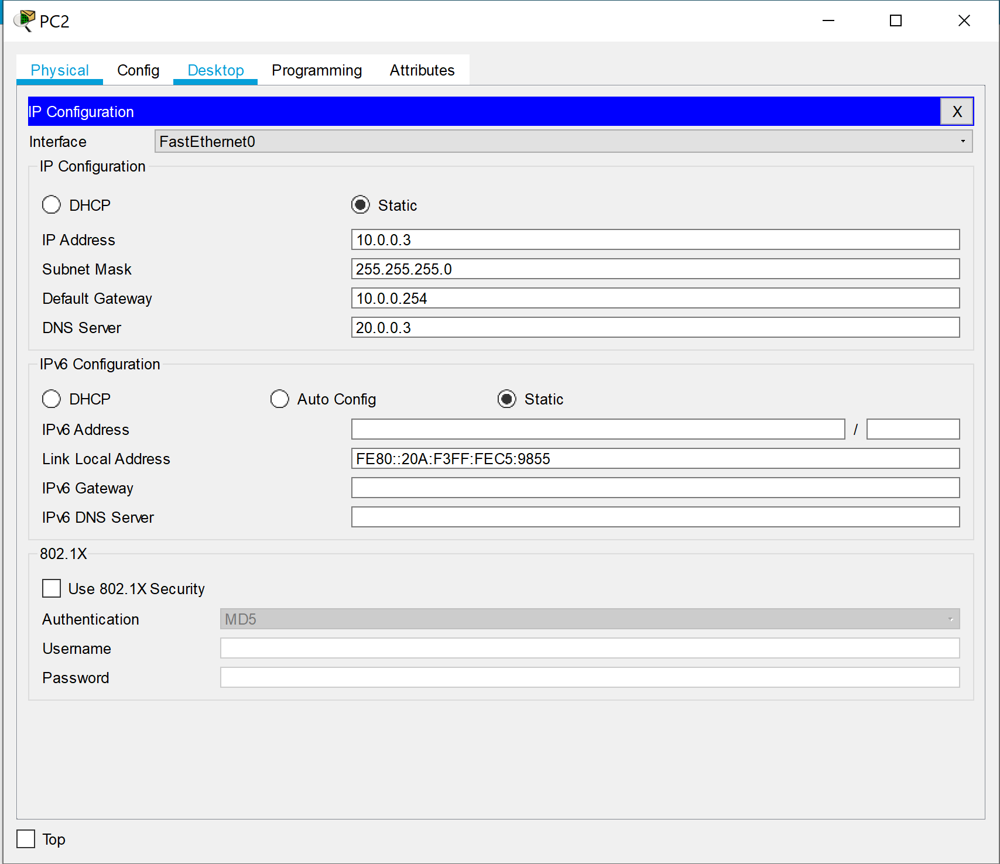 PC2
Physical Config Desktop Programming Attributes
IP Configuration X
Interface FastEthernet0
IP Configuration
DHCP Static
IP Address 10.0.0.3
Subnet Mask 255.255.255.0
Default Gateway 10.0.0.254
DNS Server 20.0.0.3
IPv6 Configuration
DHCP Auto Config Static
IPv6 Address /
Link Local Address FE80::20A:F3FF:FEC5:9855
IPv6 Gateway
IPv6 DNS Server
802.1X
Use 802.1X Security
Authentication MD5
Username
Password
Top